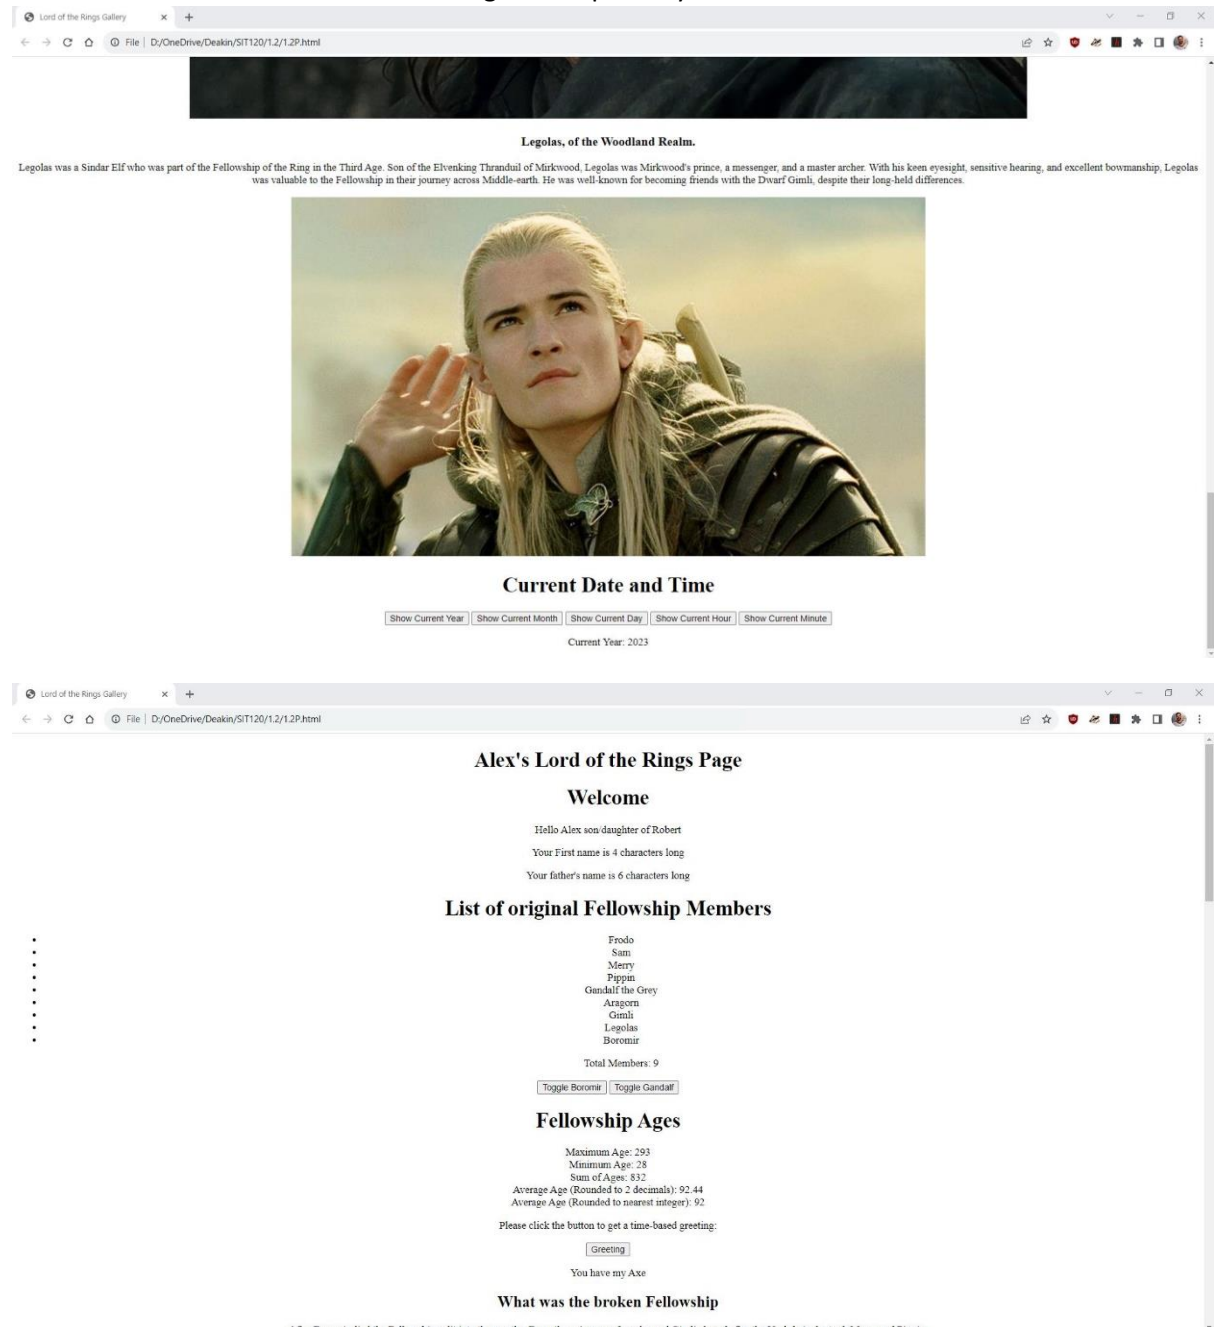 Lord of the Rings Gallery
File | D:/OneDrive/Deakin/SIT120/1.2/1.2P.html
Legolas, of the Woodland Realm.
Legolas was a Sindar Elf who was part of the Fellowship of the Ring in the Third Age. Son of the Elvenking Thranduil of Mirkwood, Legolas was Mirkwood's prince, a messenger, and a master archer. With his keen eyesight, sensitive hearing, and excellent bowmanship, Legolas
was valuable to the Fellowship in their journey across Middle-earth. He was well-known for becoming friends with the Dwarf Gimli, despite their long-held differences.
Current Date and Time
Show Current Year Show Current Month Show Current Day Show Current Hour Show Current Minute
Current Year: 2023
Lord of the Rings Gallery
File | D:/OneDrive/Deakin/SIT120/1.2/1.2P.html
Alex's Lord of the Rings Page
Welcome
Hello Alex son/daughter of Robert
Your First name is 4 characters long
Your father's name is 6 characters long
List of original Fellowship Members
Frodo
Sam
Merry
Pippin
Gandalf the Grey
Aragorn
Gimli
Legolas
Boromir
Total Members: 9
Toggle Boromir Toggle Gandalf
Fellowship Ages
Maximum Age: 293
Minimum Age: 28
Sum of Ages: 832
Average Age (Rounded to 2 decimals): 92.44
Average Age (Rounded to nearest integer): 92
Please click the button to get a time-based greeting:
Greeting
You have my Axe
What was the broken Fellowship